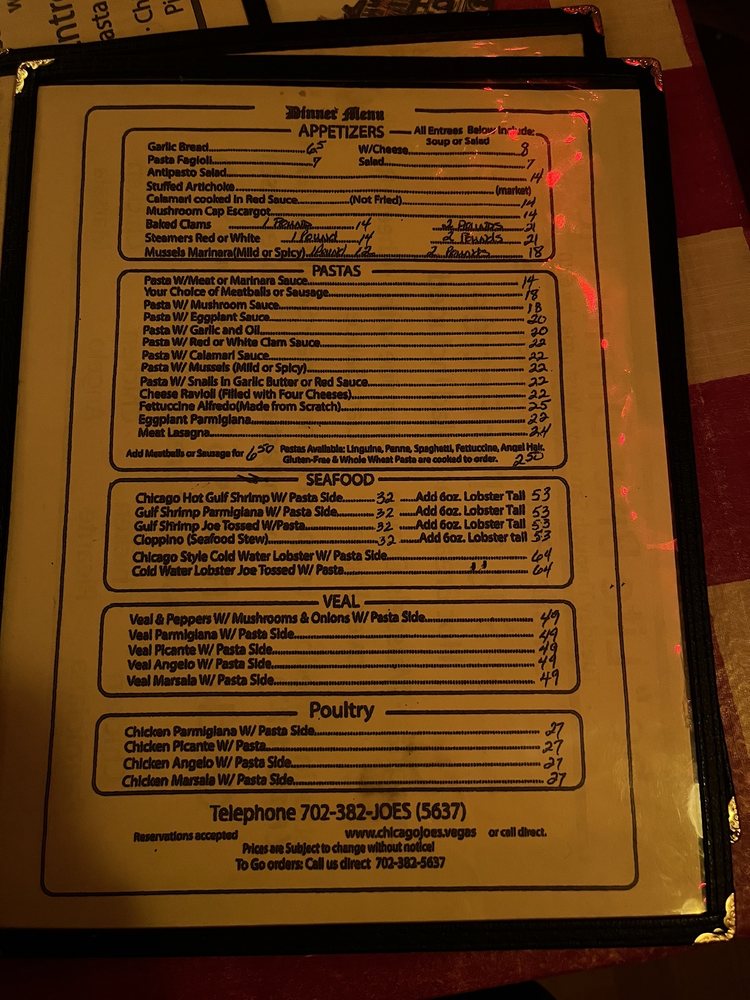 ntr
asta
Ch
Pi
Dinner Menu
APPETIZERS
All Entrees Below Include:
Soup or Salad
Garlic Bread 6.5 W/Cheese 8
Pasta Fagioli 7 Salad 7
Antipasto Salad 14
Stuffed Artichoke (market)
Calamari cooked in Red Sauce (Not Fried) 14
Mushroom Cap Escargot 14
Baked Clams 1 Pound 14 2 Pounds 21
Steamers Red or White 1 Pound 14 2 Pounds 21
Mussels Marinara(Mild or Spicy) 1 Pound 12 2 Pounds 18
PASTAS
Pasta W/Meat or Marinara Sauce 14
Your Choice of Meatballs or Sausage 18
Pasta W/ Mushroom Sauce 18
Pasta W/ Eggplant Sauce 20
Pasta W/ Garlic and Oil 20
Pasta W/ Red or White Clam Sauce 22
Pasta W/ Calamari Sauce 22
Pasta W/ Mussels (Mild or Spicy) 22
Pasta W/ Snails in Garlic Butter or Red Sauce 22
Cheese Ravioli (Filled with Four Cheeses) 22
Fettuccine Alfredo(Made from Scratch) 25
Eggplant Parmigiana 22
Meat Lasagna 24
Add Meatballs or Sausage for 6 50 Pastas Available: Linguine, Penne, Spaghetti, Fettuccine, Angel Hair.
Gluten-Free & Whole Wheat Pasta are cooked to order. 2 50
SEAFOOD
Chicago Hot Gulf Shrimp W/ Pasta Side 32 Add 6oz. Lobster Tail 53
Gulf Shrimp Parmigiana W/ Pasta Side 32 Add 6oz. Lobster Tail 53
Gulf Shrimp Joe Tossed W/Pasta 32 Add 6oz. Lobster Tail 53
Cioppino (Seafood Stew) 32 Add 6oz. Lobster tail 53
Chicago Style Cold Water Lobster W/ Pasta Side 64
Cold Water Lobster Joe Tossed W/ Pasta 64
VEAL
Veal & Peppers W/ Mushrooms & Onions W/ Pasta Side 49
Veal Parmigiana W/ Pasta Side 49
Veal Picante W/ Pasta Side 49
Veal Angelo W/ Pasta Side 49
Veal Marsala W/ Pasta Side 49
Poultry
Chicken Parmigiana W/ Pasta Side 27
Chicken Picante W/ Pasta 27
Chicken Angelo W/ Pasta Side 27
Chicken Marsala W/ Pasta Side 27
Telephone 702-382-JOES (5637)
Reservations accepted www.chicagojoes.vegas or call direct.
Prices are Subject to change without notice!
To Go orders: Call us direct 702-382-5637